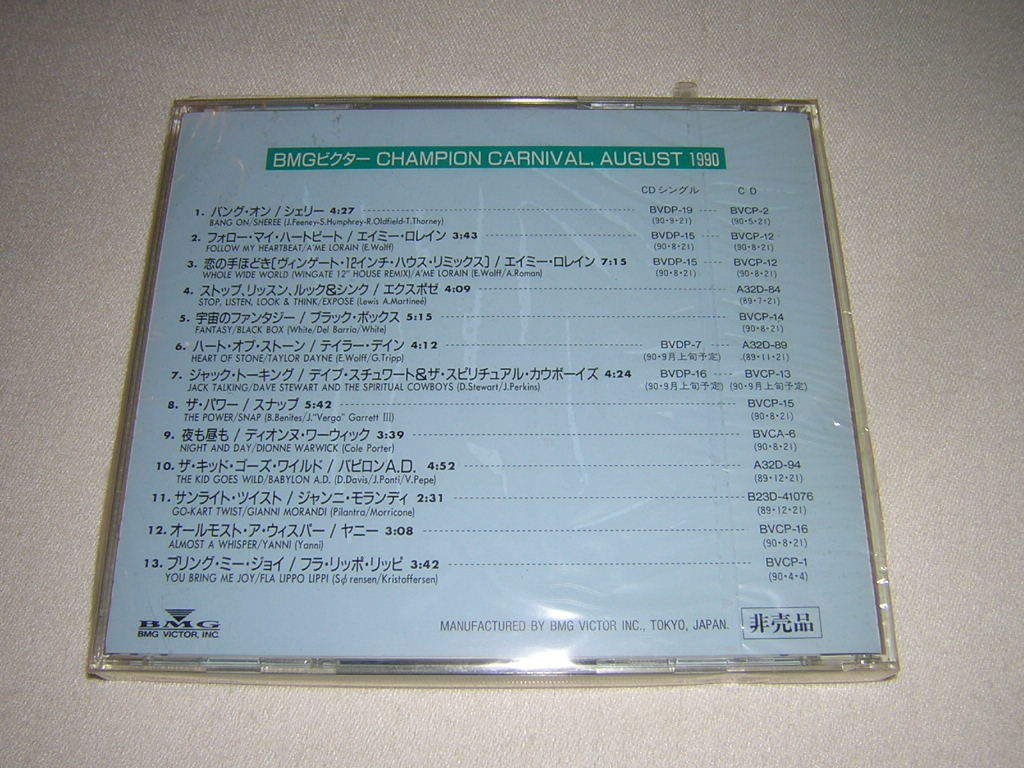 BMGビクター CHAMPION CARNIVAL, AUGUST 1990
CDシングル CD
1. バング・オン / シェリー 4:27 BVDP-19 BVCP-2
BANG ON/SHEREE (J.Feeney-S.Humphrey-R.Oldfield-T.Thorney) (90・9・21) (90・5・21)
2. フォロー・マイ・ハートビート / エイミー・ロレイン 3:43 BVDP-15 BVCP-12
FOLLOW MY HEARTBEAT/A'ME LORAIN (E.Wolff) (90・8・21) (90・8・21)
3. 恋の手ほどき[ヴィンゲート・12インチ・ハウス・リミックス] / エイミー・ロレイン 7:15 BVDP-15 BVCP-12
WHOLE WIDE WORLD (WINGATE 12" HOUSE REMIX)/A'ME LORAIN (E.Wolff/A.Roman) (90・8・21) (90・8・21)
4. ストップ、リッスン、ルック&シンク / エクスポゼ 4:09 A32D-84
STOP, LISTEN, LOOK & THINK/EXPOSE (Lewis A.Martineé) (89・7・21)
5. 宇宙のファンタジー / ブラック・ボックス 5:15 BVCP-14
FANTASY/BLACK BOX (White/Del Barrio/White) (90・8・21)
6. ハート・オブ・ストーン / テイラー・デイン 4:12 BVDP-7 A32D-89
HEART OF STONE/TAYLOR DAYNE (E.Wolff/G.Tripp) (90・9月上旬予定) (89・11・21)
7. ジャック・トーキング / デイブ・スチュワート&ザ・スピリチュアル・カウボーイズ 4:24 BVDP-16 BVCP-13
JACK TALKING/DAVE STEWART AND THE SPIRITUAL COWBOYS (D.Stewart/J.Perkins) (90・9月上旬予定) (90・9月上旬予定)
8. ザ・パワー / スナップ 5:42 BVCP-15
THE POWER/SNAP (B.Benites/J."Vergo" Garrett III) (90・8・21)
9. 夜も昼も / ディオンヌ・ワーウィック 3:39 BVCA-6
NIGHT AND DAY/DIONNE WARWICK (Cole Porter) (90・8・21)
10. ザ・キッド・ゴーズ・ワイルド / バビロンA.D. 4:52 A32D-94
THE KID GOES WILD/BABYLON A.D. (D.Davis/J.Ponti/V.Pepe) (89・12・21)
11. サンライト・ツイスト / ジャンニ・モランディ 2:31 B23D-41076
GO-KART TWIST/GIANNI MORANDI (Pilantra/Morricone) (89・12・21)
12. オールモスト・ア・ウィスパー / ヤニー 3:08 BVCP-16
ALMOST A WHISPER/YANNI (Yanni) (90・8・21)
13. ブリング・ミー・ジョイ / フラ・リッポ・リッピ 3:42 BVCP-1
YOU BRING ME JOY/FLA LIPPO LIPPI (Sφrensen/Kristoffersen) (90・4・4)
BMG
BMG VICTOR, INC.
MANUFACTURED BY BMG VICTOR INC., TOKYO, JAPAN. 非売品